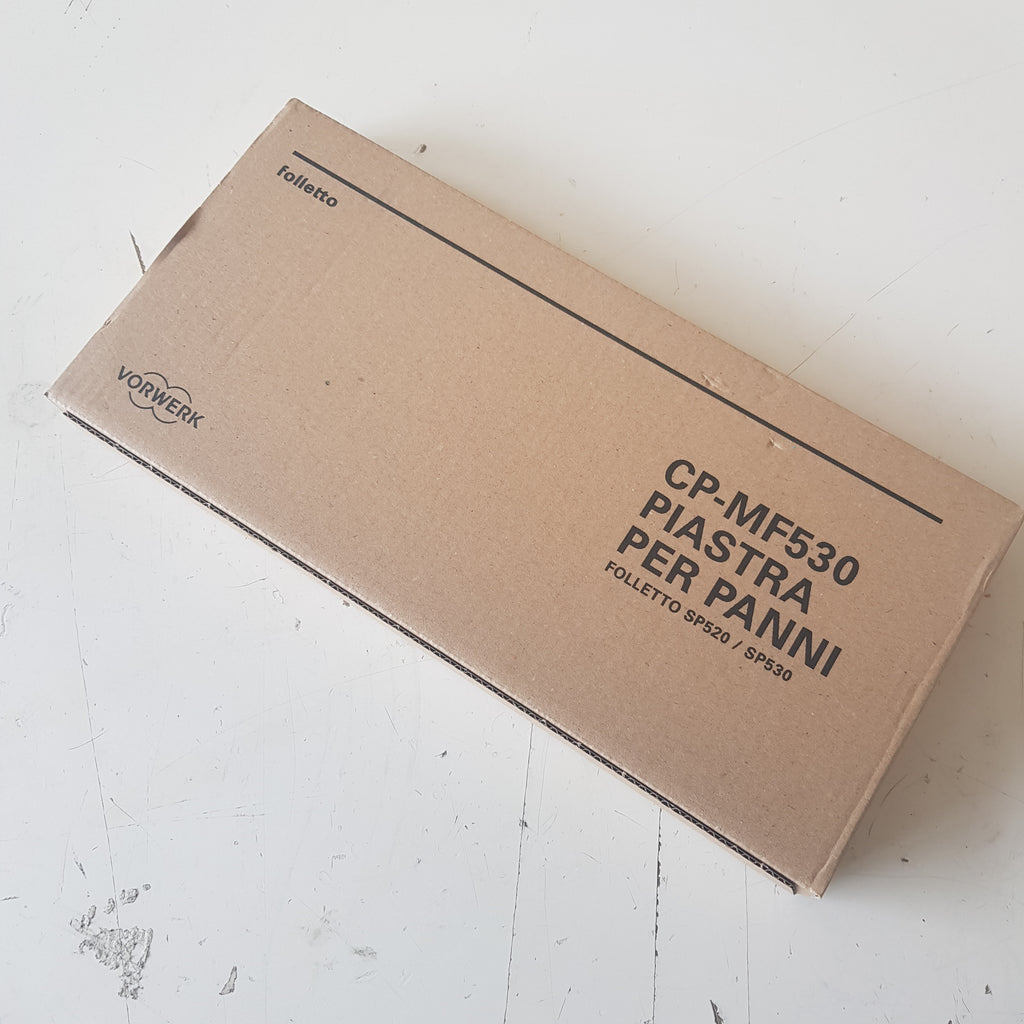 folletto
VORWERK
CP-MF530
PIASTRA
PER PANNI
FOLLETTO SP520 / SP530